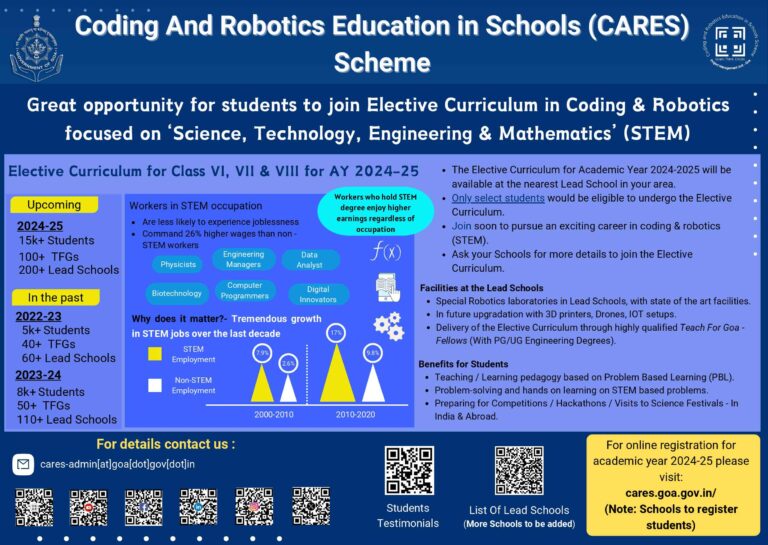 Coding And Robotics Education in Schools (CARES)
Scheme
Great opportunity for students to join Elective Curriculum in Coding & Robotics
focused on ‘Science, Technology, Engineering & Mathematics’ (STEM)
Elective Curriculum for Class VI, VII & VIII for AY 2024-25
Upcoming
2024-25
15k+ Students
100+ TFGs
200+ Lead Schools
In the past
2022-23
5k+ Students
40+ TFGs
60+ Lead Schools
2023-24
8k+ Students
50+ TFGs
110+ Lead Schools
Workers in STEM occupation
• Are less likely to experience joblessness
• Command 26% higher wages than non -
STEM workers
Workers who hold STEM
degree enjoy higher
earnings regardless of
occupation
Physicists
Engineering
Managers
Data
Analyst
Biotechnology
Computer
Programmers
Digital
Innovators
f(x)
Why does it matter?- Tremendous growth
in STEM jobs over the last decade
STEM
Employment
Non-STEM
Employment
7.9%
2.6%
17%
9.8%
2000-2010
2010-2020
• The Elective Curriculum for Academic Year 2024-2025 will be
available at the nearest Lead School in your area.
• Only select students would be eligible to undergo the Elective
Curriculum.
• Join soon to pursue an exciting career in coding & robotics
(STEM).
• Ask your Schools for more details to join the Elective
Curriculum.
Facilities at the Lead Schools
• Special Robotics laboratories in Lead Schools, with state of the art facilities.
• In future upgradation with 3D printers, Drones, IOT setups.
• Delivery of the Elective Curriculum through highly qualified Teach For Goa -
Fellows (With PG/UG Engineering Degrees).
Benefits for Students
• Teaching / Learning pedagogy based on Problem Based Learning (PBL).
• Problem-solving and hands on learning on STEM based problems.
• Preparing for Competitions / Hackathons / Visits to Science Festivals - In
India & Abroad.
For details contact us :
cares-admin[at]goa[dot]gov[dot]in
Students
Testimonials
List Of Lead Schools
(More Schools to be added)
For online registration for
academic year 2024-25 please
visit:
cares.goa.gov.in/
(Note: Schools to register
students)